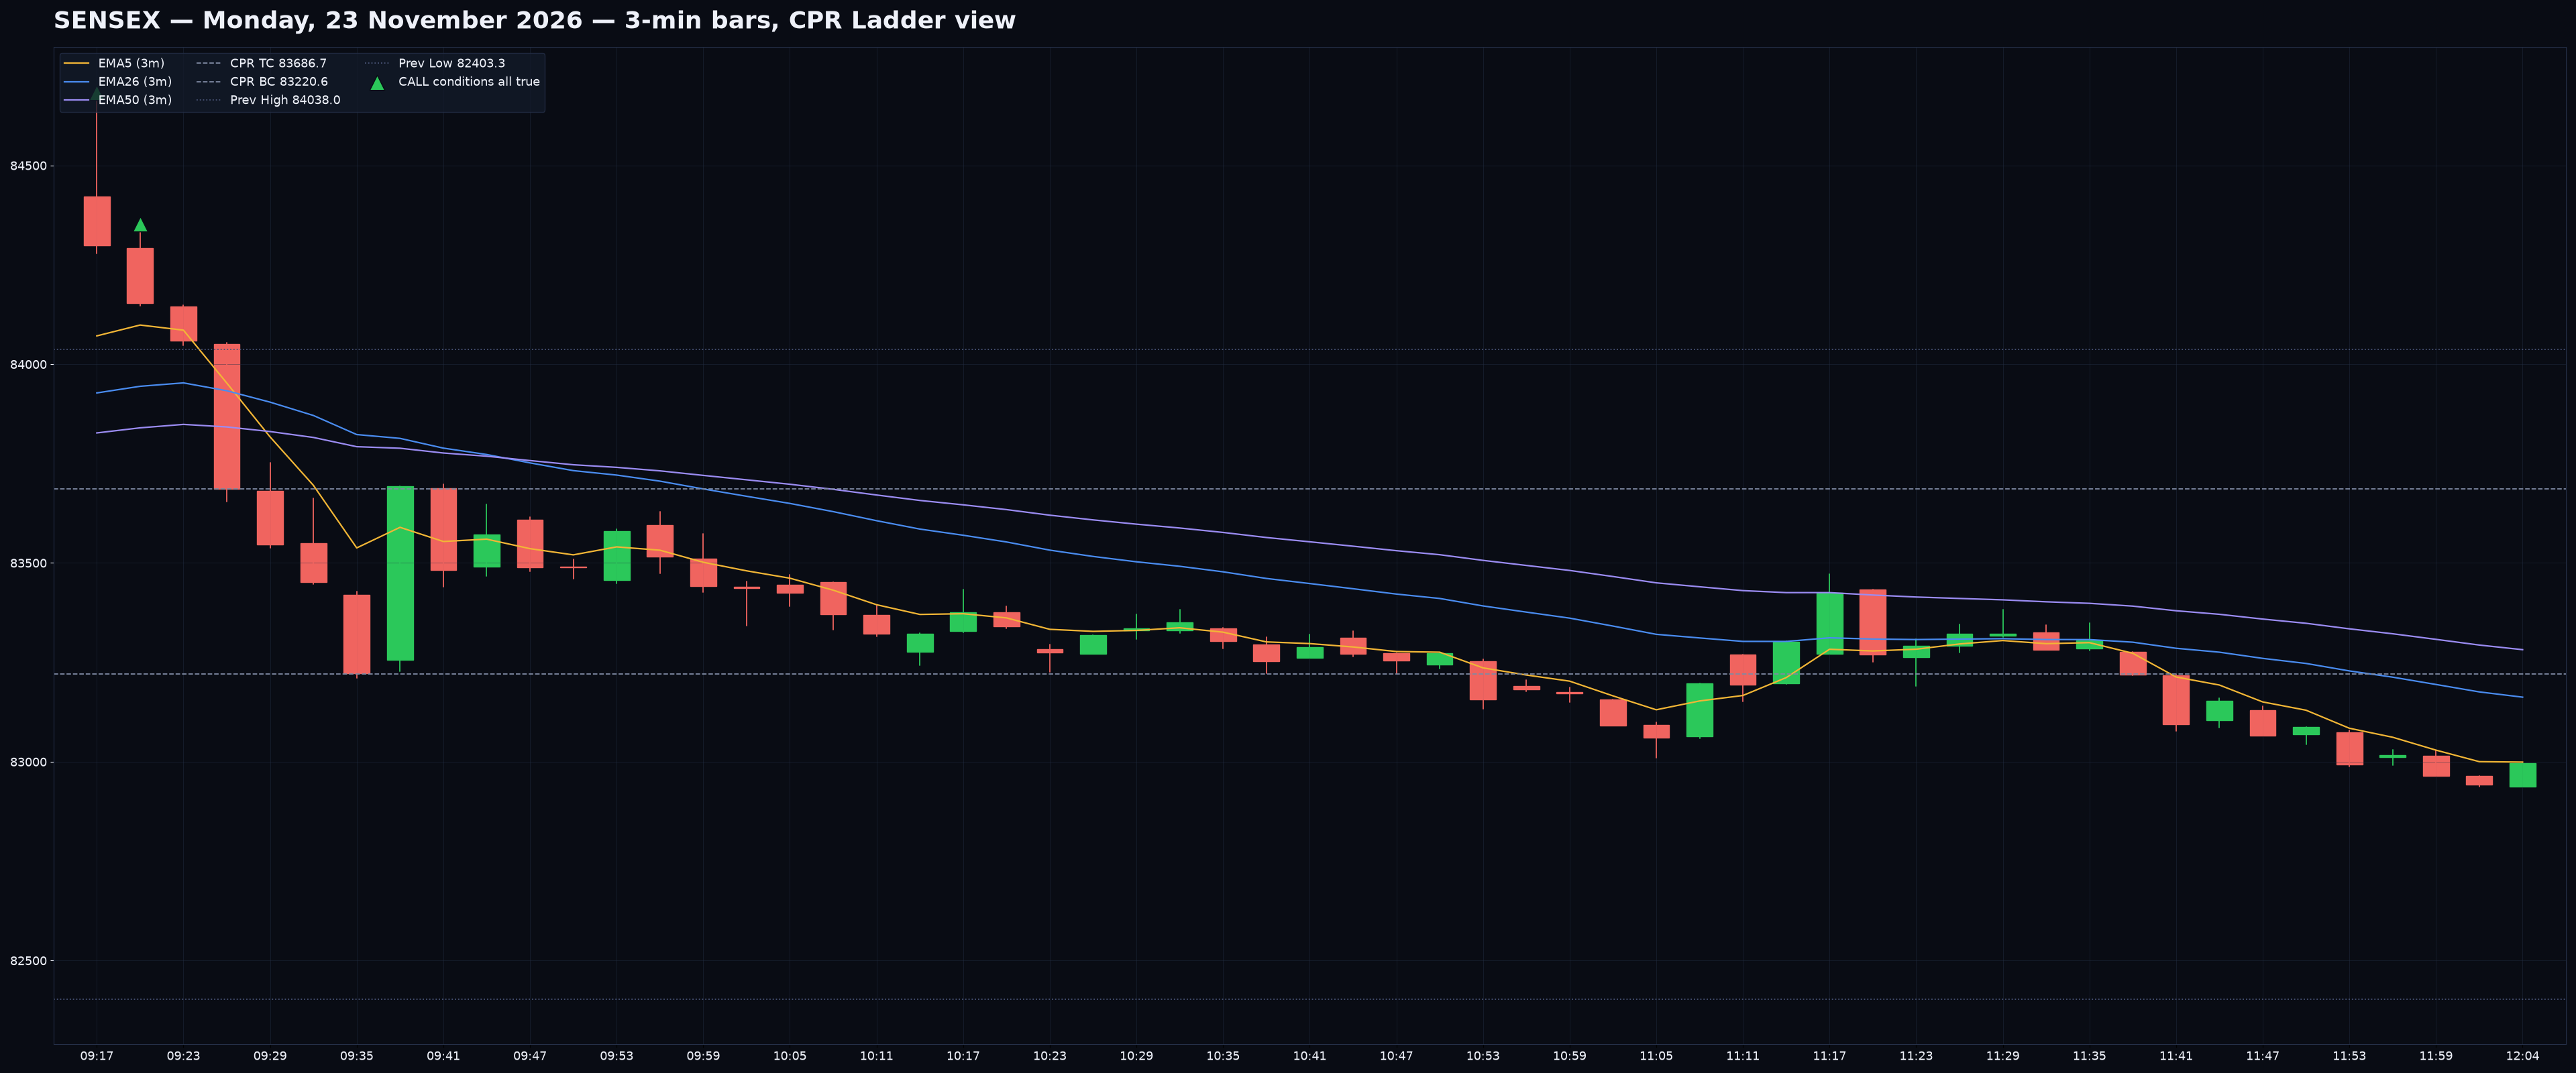 SENSEX — Monday, 23 November 2026 — 3-min bars, CPR Ladder view
EMA5 (3m)
EMA26 (3m)
EMA50 (3m)
CPR TC 83686.7
CPR BC 83220.6
Prev High 84038.0
Prev Low 82403.3
CALL conditions all true
84500
84000
83500
83000
82500
09:17 09:23 09:29 09:35 09:41 09:47 09:53 09:59 10:05 10:11 10:17 10:23 10:29 10:35 10:41 10:47 10:53 10:59 11:05 11:11 11:17 11:23 11:29 11:35 11:41 11:47 11:53 11:59 12:04